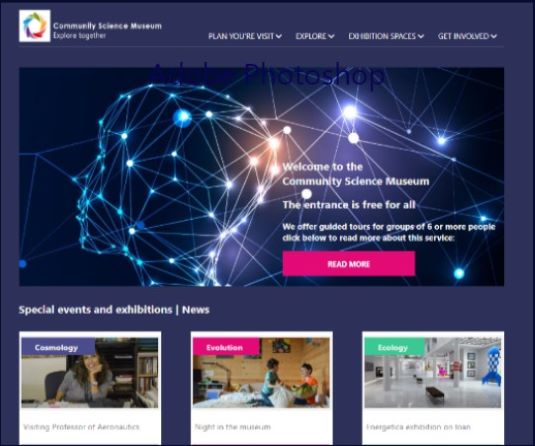 Community Science Museum
Explore together
PLAN YOU'RE VISIT
EXPLORE
EXHIBITION SPACES
GET INVOLVED
Adobe Photoshop
Welcome to the
Community Science Museum
The entrance is free for all
We offer guided tours for groups of 6 or more people
click below to read more about this service:
READ MORE
Special events and exhibitions | News
Cosmology
Evolution
Ecology
Visiting Professor of Aeronautics
Night in the museum
Energetica exhibition on loan